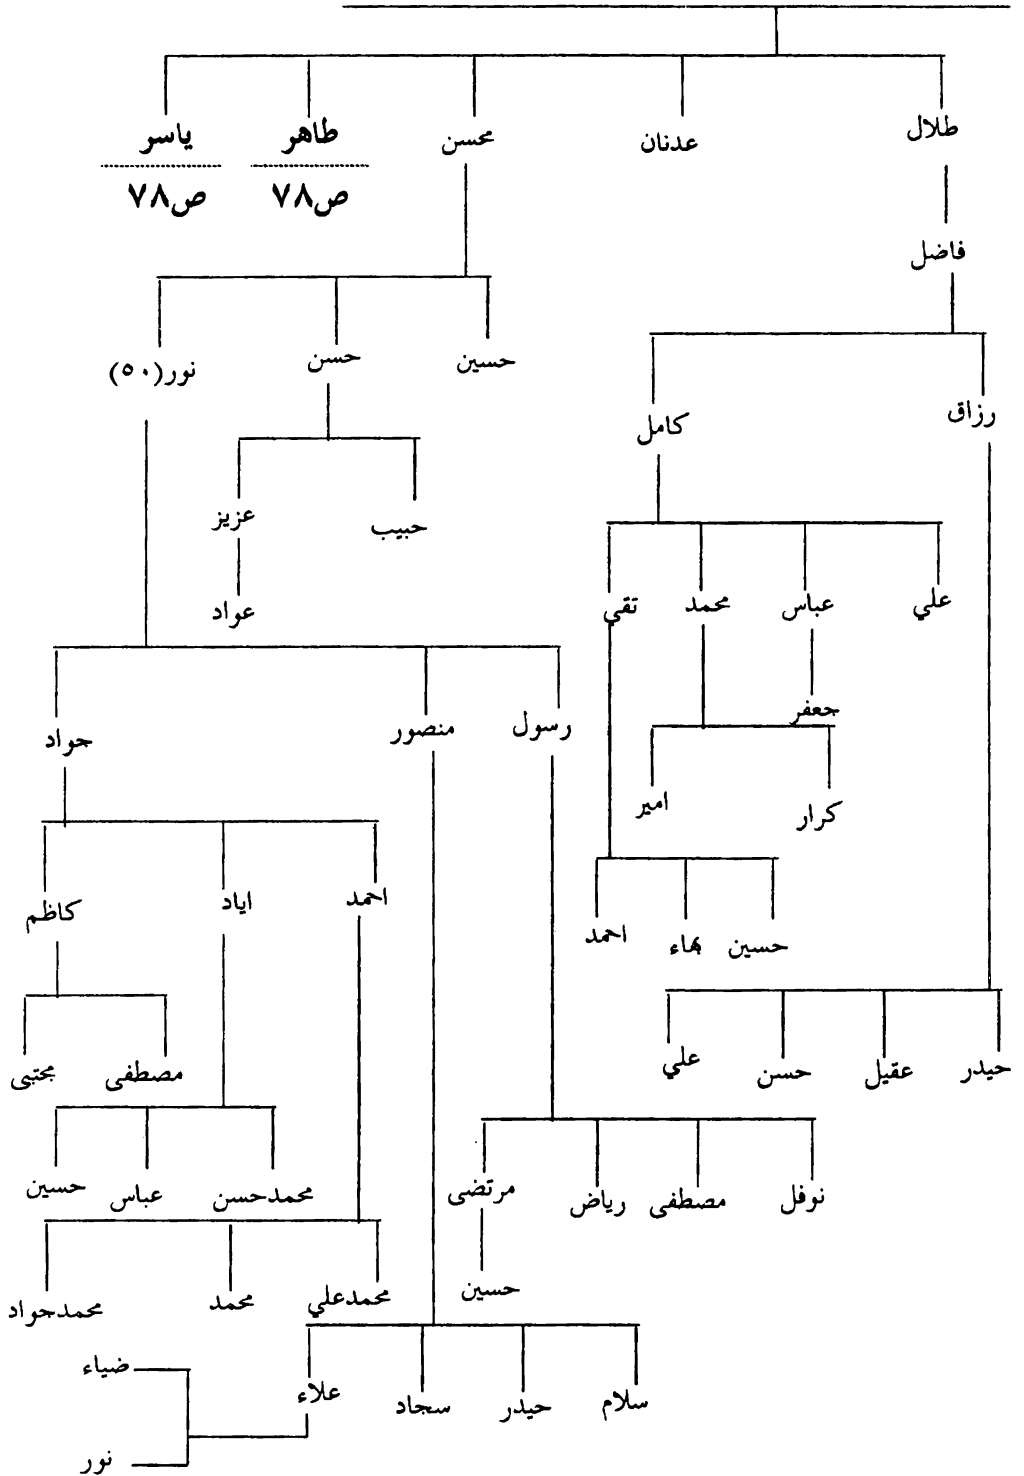 طلال عدنان محسن طاهر ياسر
ص٧٨ ص٧٨
فاضل
حسين حسن نور(٥٠)
رزاق كامل
حبيب عزيز
علي عباس محمد تقي
عواد
جعفر
رسول منصور جواد
كرار امير
احمد اياد كاظم
حسين بهاء احمد
حيدر عقيل حسن علي
مصطفى مجتبى
نوفل مصطفى رياض مرتضى
محمدحسن عباس حسين
حسين
محمدعلي محمد محمدجواد
سلام حيدر سجاد علاء
ضياء
نور